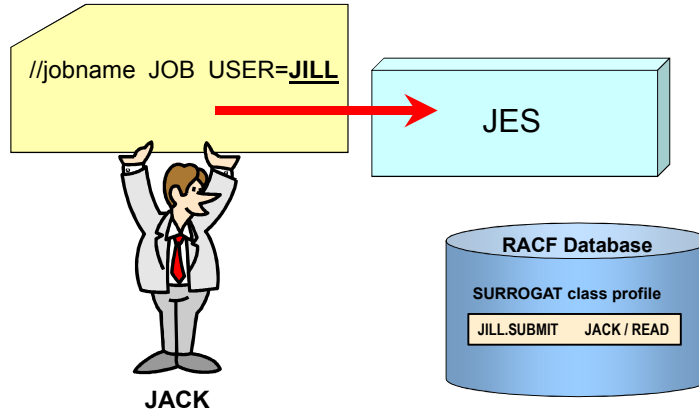 //jobname JOB USER=JILL
JES
RACF Database
SURROGAT class profile
JILL.SUBMIT JACK / READ
JACK